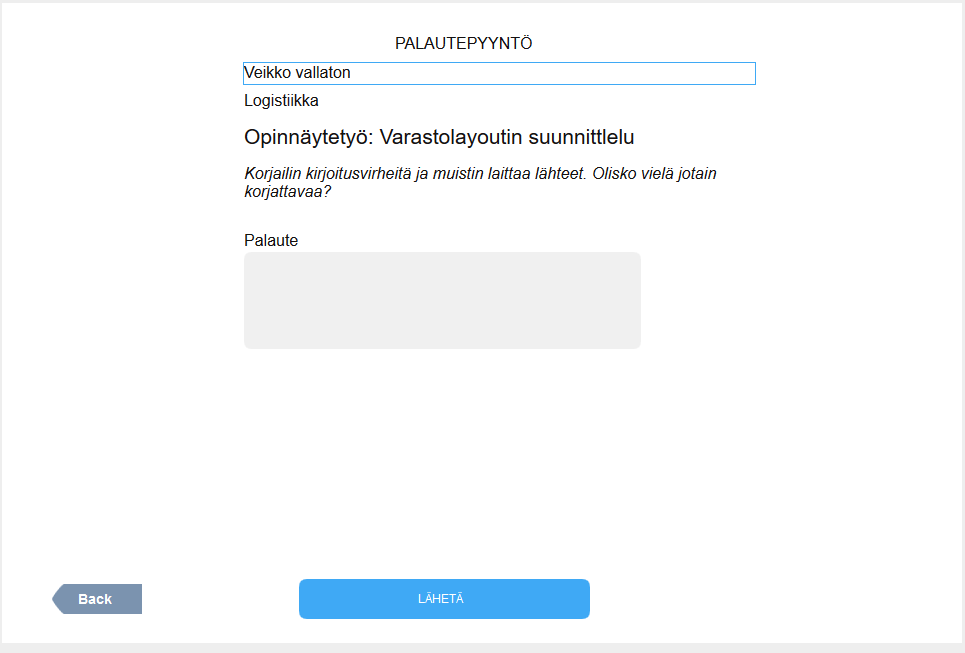 PALAUTEPYYNTÖ
Veikko vallaton
Logistiikka
Opinnäytetyö: Varastolayoutin suunnittlelu
Korjailin kirjoitusvirheitä ja muistin laittaa lähteet. Olisko vielä jotain
korjattavaa?
Palaute
Back
LÄHETÄ